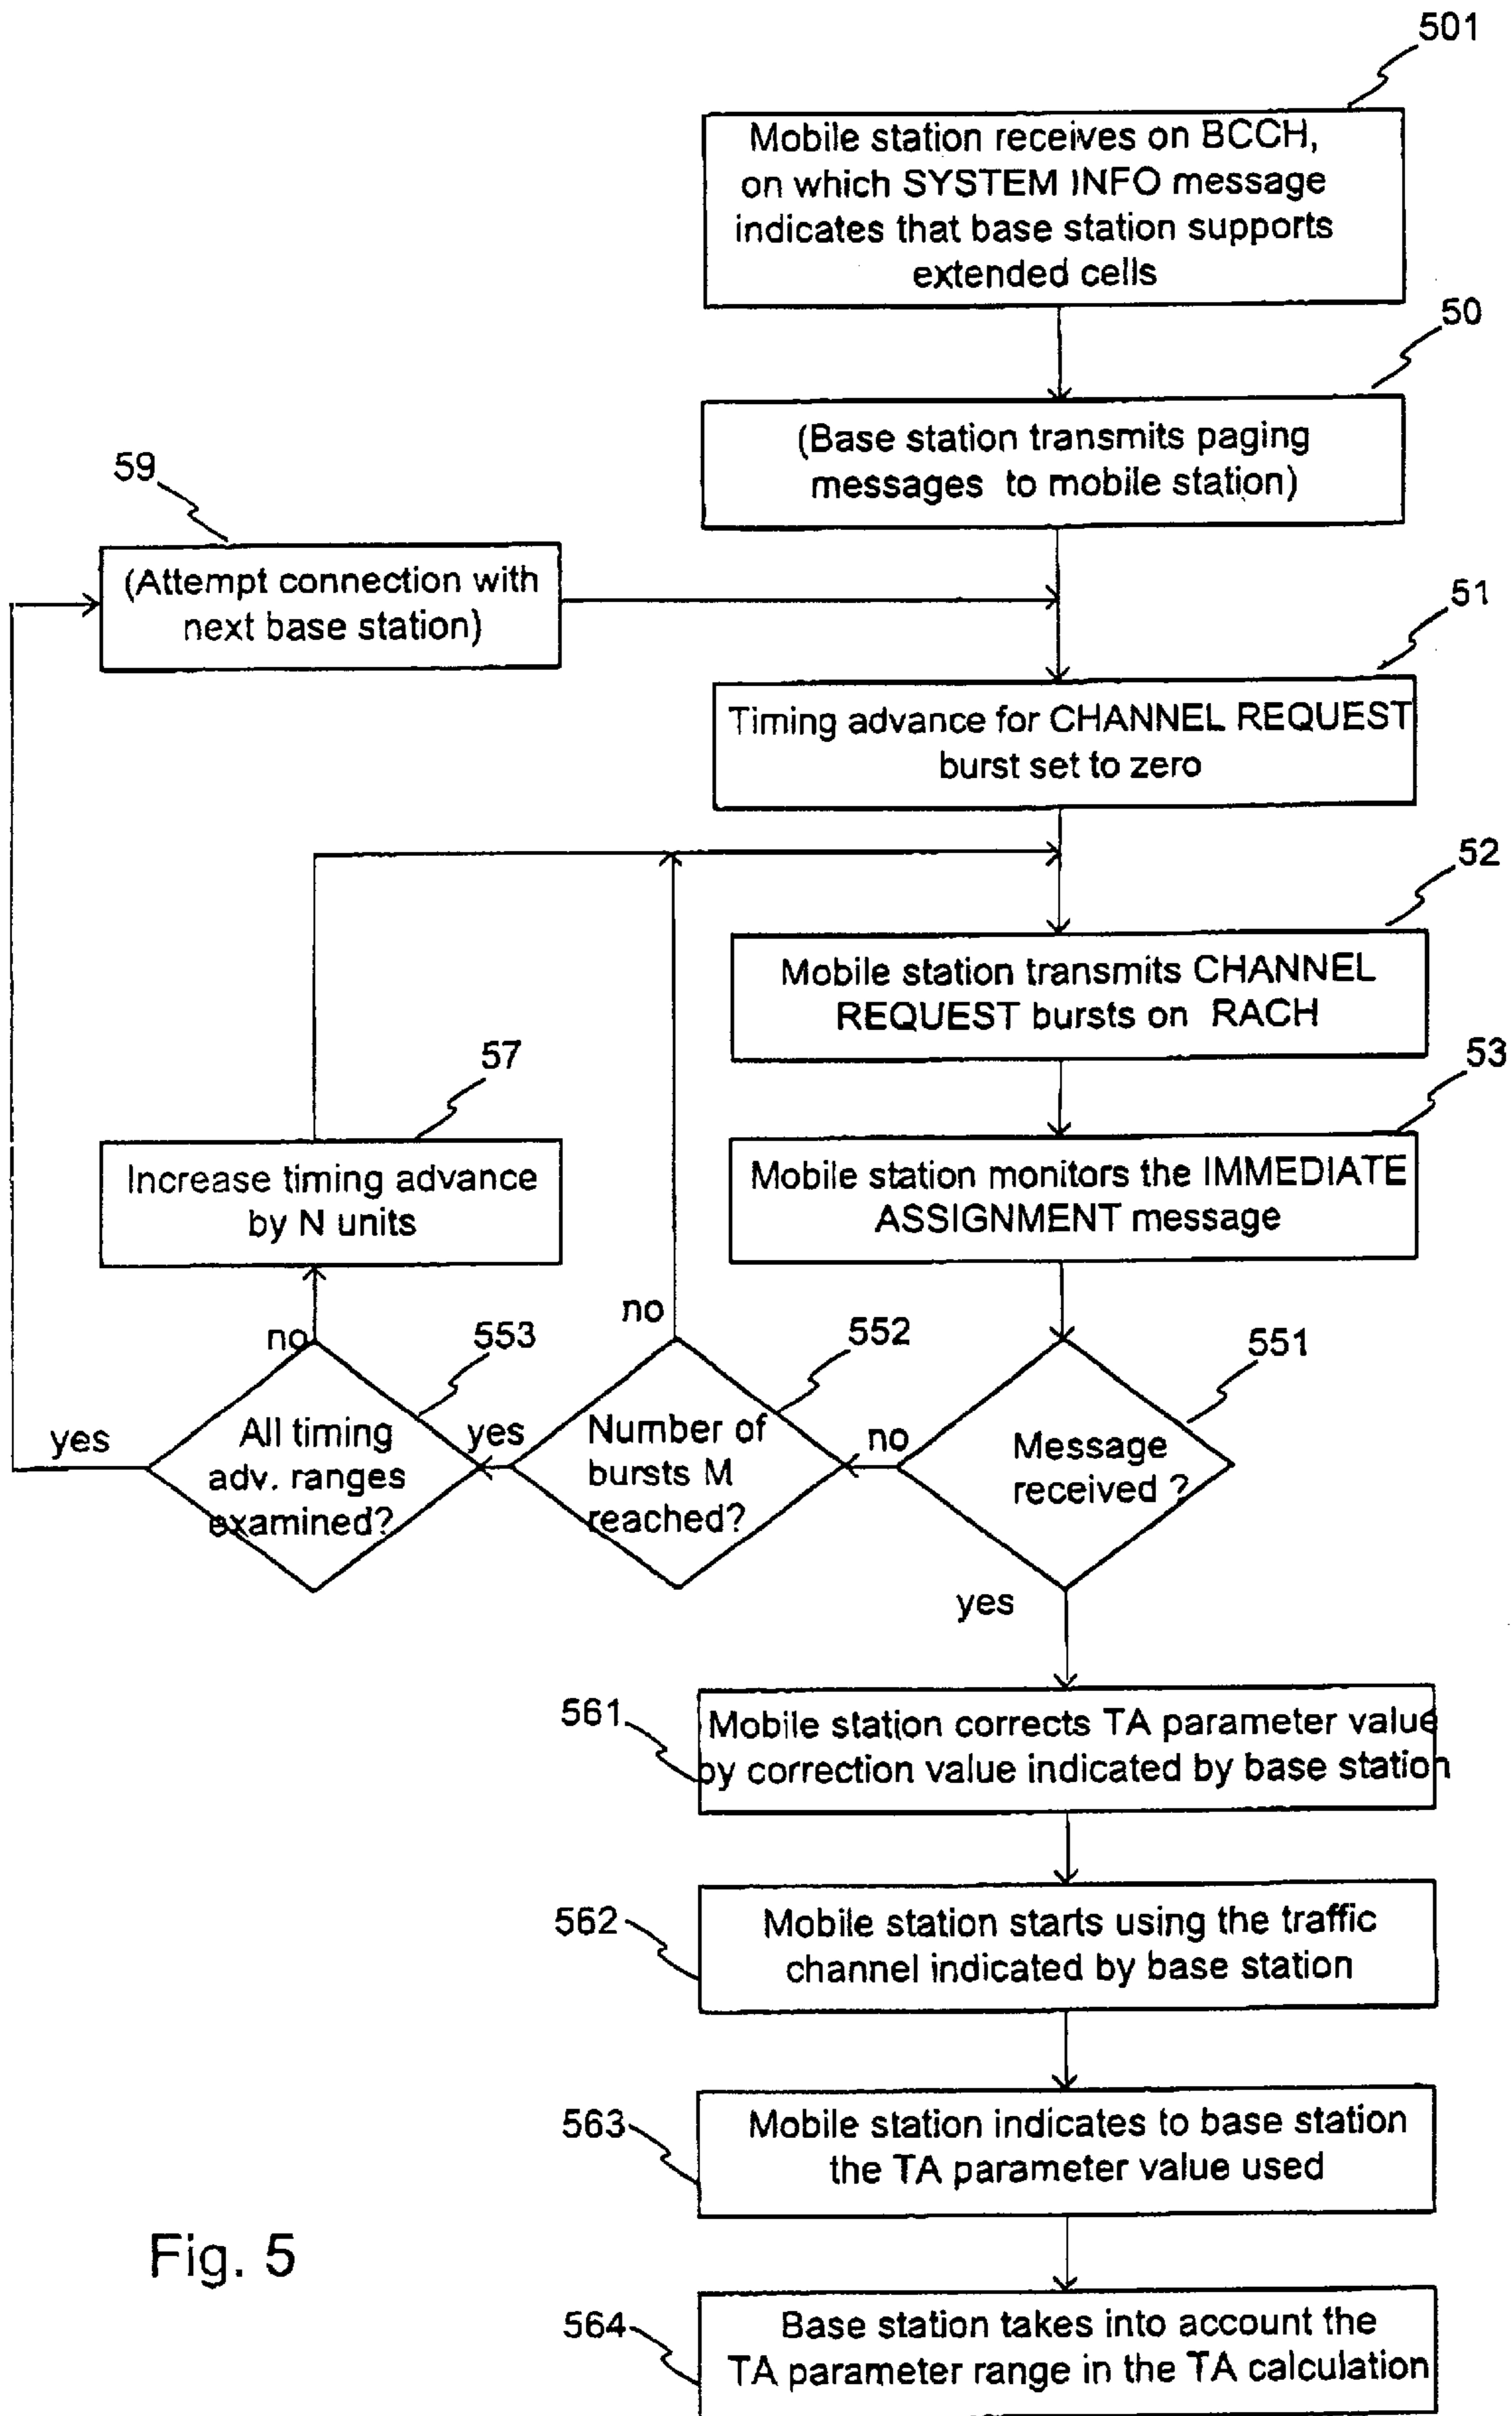 501
Mobile station receives on BCCH,
on which SYSTEM INFO message
indicates that base station supports
extended cells
50
(Base station transmits paging
messages to mobile station)
59
(Attempt connection with
next base station)
51
Timing advance for CHANNEL REQUEST
burst set to zero
52
Mobile station transmits CHANNEL
REQUEST bursts on RACH
53
Mobile station monitors the IMMEDIATE
ASSIGNMENT message
57
Increase timing advance
by N units
no
553
All timing
adv. ranges
examined?
yes
no
552
Number of
bursts M
reached?
yes
551
Message
received ?
no
yes
561
Mobile station corrects TA parameter value
by correction value indicated by base station
562
Mobile station starts using the traffic
channel indicated by base station
563
Mobile station indicates to base station
the TA parameter value used
564
Base station takes into account the
TA parameter range in the TA calculation
Fig. 5